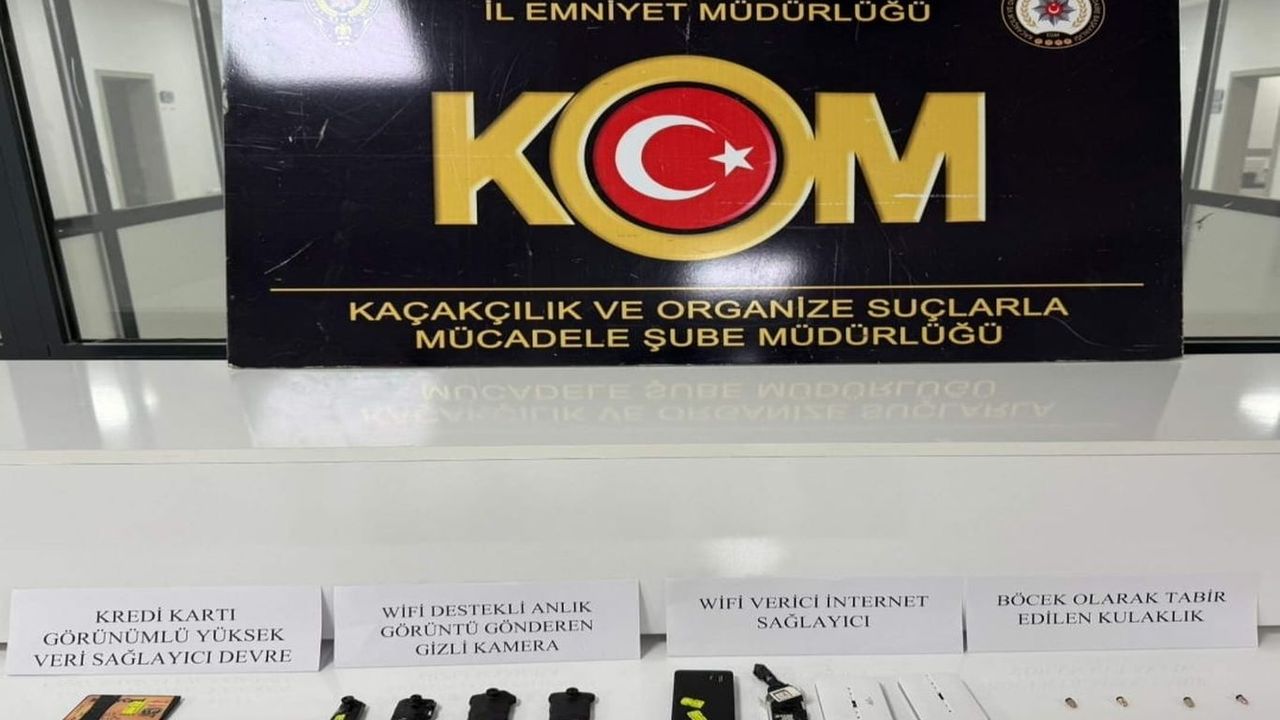 İL EMNİYET MÜDÜRLÜĞÜ
KOM
KAÇAKÇILIK VE ORGANİZE SUÇLARLA
MÜCADELE ŞUBE MÜDÜRLÜĞÜ
KREDİ KARTI
GÖRÜNÜMLÜ YÜKSEK
VERİ SAĞLAYICI DEVRE
WİFİ DESTEKLİ ANLIK
GÖRÜNTÜ GÖNDEREN
GİZLİ KAMERA
WİFİ VERİCİ İNTERNET
SAĞLAYICI
BÖCEK OLARAK TABİR
EDİLEN KULAKLIK